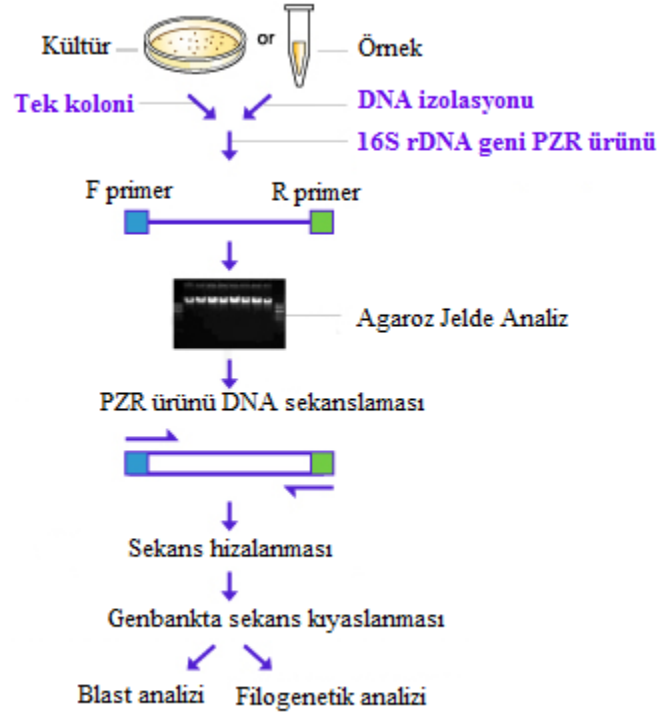 Kültür
or
Örnek
Tek koloni
DNA izolasyonu
16S rDNA geni PZR ürünü
F primer
R primer
Agaroz Jelde Analiz
PZR ürünü DNA sekanslaması
Sekans hizalanması
Genbankta sekans kıyaslanması
Blast analizi
Filogenetik analizi